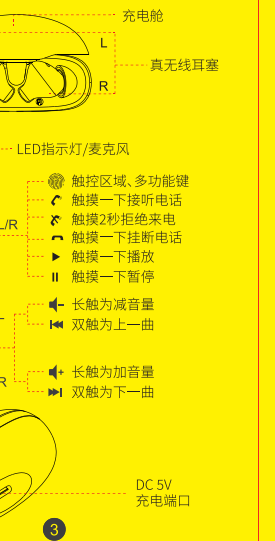 充电舱
L
真无线耳塞
R
LED指示灯/麦克风
触控区域、多功能键
触摸一下接听电话
触摸2秒拒绝来电
L/R
触摸一下挂断电话
触摸一下播放
触摸一下暂停
长触为减音量
L
双触为上一曲
长触为加音量
R
双触为下一曲
DC 5V
充电端口
3